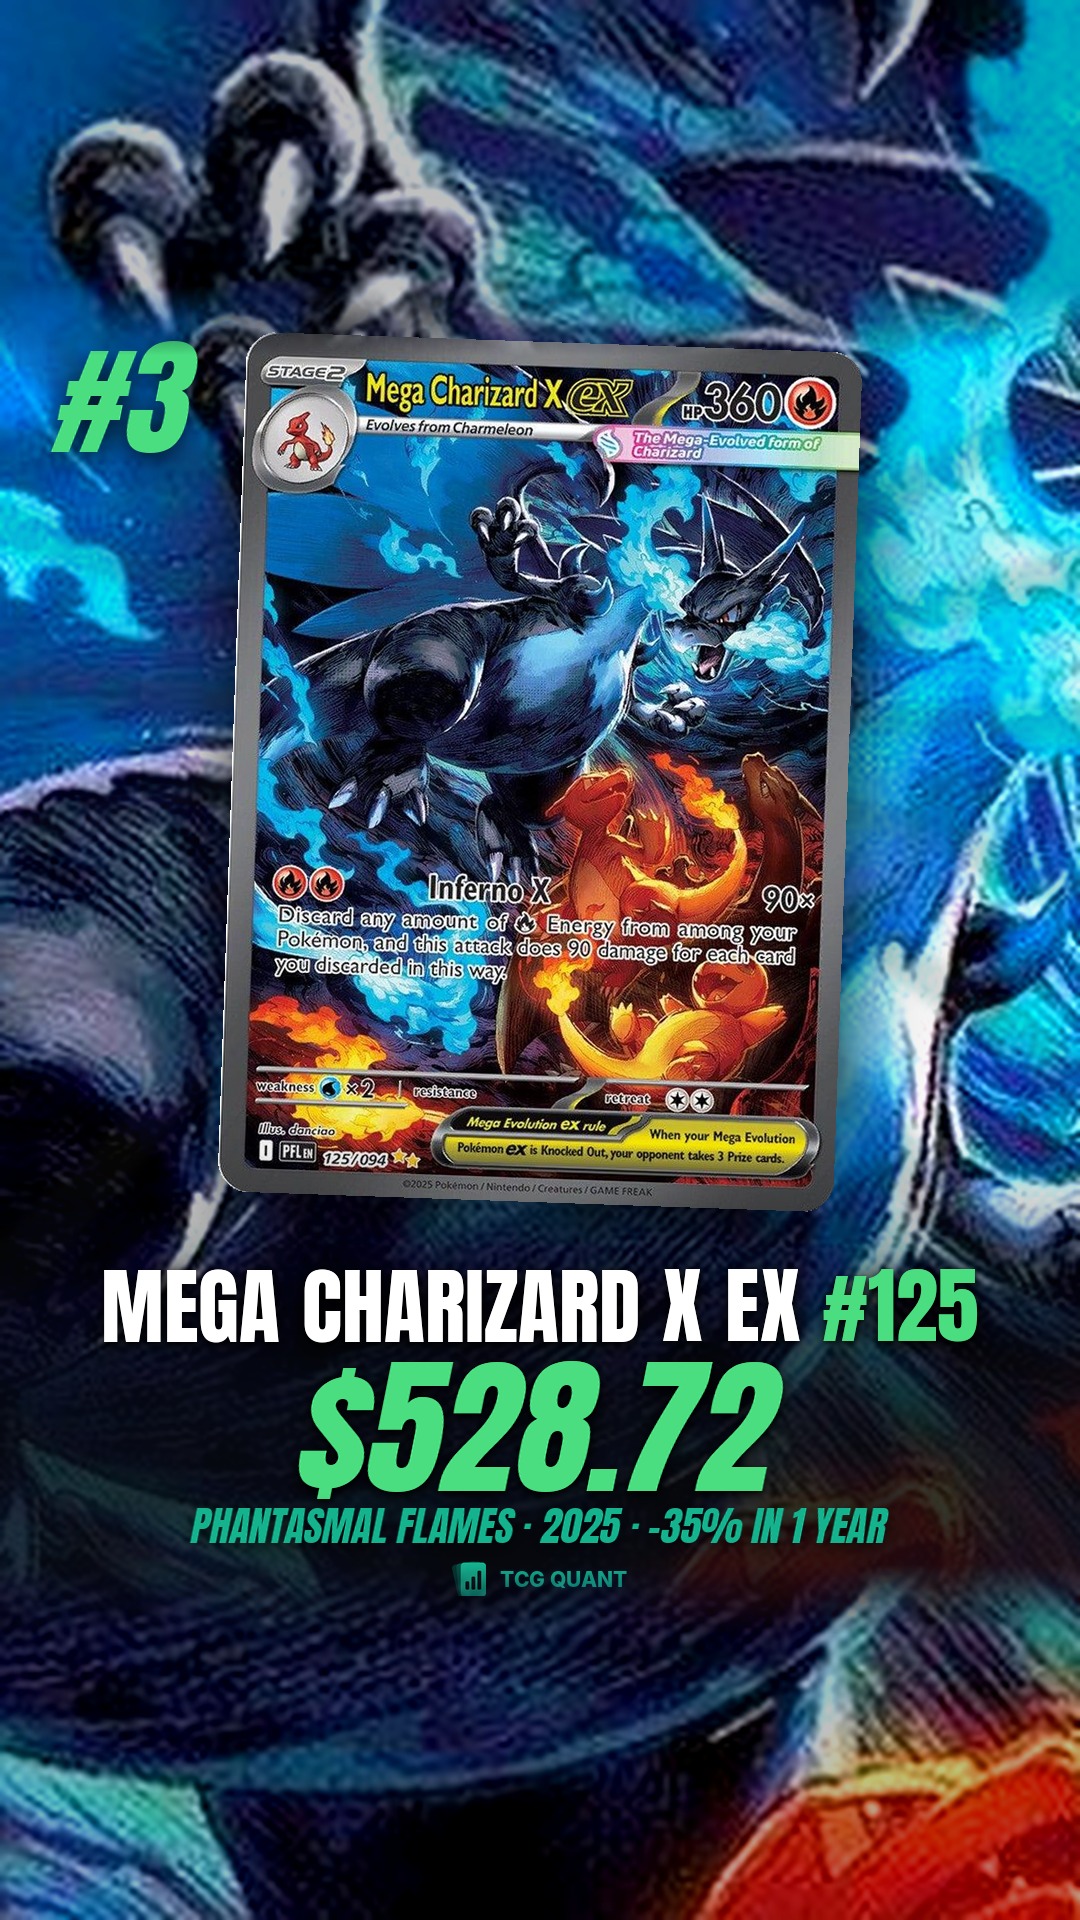 #3
STAGE2
Mega Charizard X ex
HP 360
Evolves from Charmeleon
The Mega-Evolved form of
Charizard
Inferno X 90×
Discard any amount of Energy from among your
Pokémon, and this attack does 90 damage for each card
you discarded in this way.
weakness ×2 resistance
retreat
Illus. danciao
Mega Evolution ex rule
When your Mega Evolution
Pokémon ex is Knocked Out, your opponent takes 3 Prize cards.
I PFL EN 125/094
©2025 Pokémon / Nintendo / Creatures / GAME FREAK
MEGA CHARIZARD X EX #125
$528.72
PHANTASMAL FLAMES · 2025 · -35% IN 1 YEAR
TCG QUANT